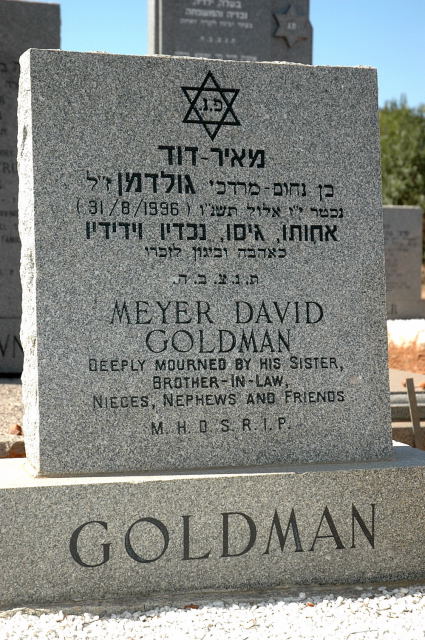 פ.נ.
מאיר-דוד
בן נחום-מרדכי גולדמן ז"ל
נפטר י"ז אלול תשנ"ו (31/8/1996)
אחותו, גיסו, נכדיו וידידיו
באהבה וביגון לזכרו
ת.נ.צ.ב.ה.
MEYER DAVID
GOLDMAN
DEEPLY MOURNED BY HIS SISTER,
BROTHER-IN-LAW,
NIECES, NEPHEWS AND FRIENDS
M.H.D.S.R.I.P.
GOLDMAN